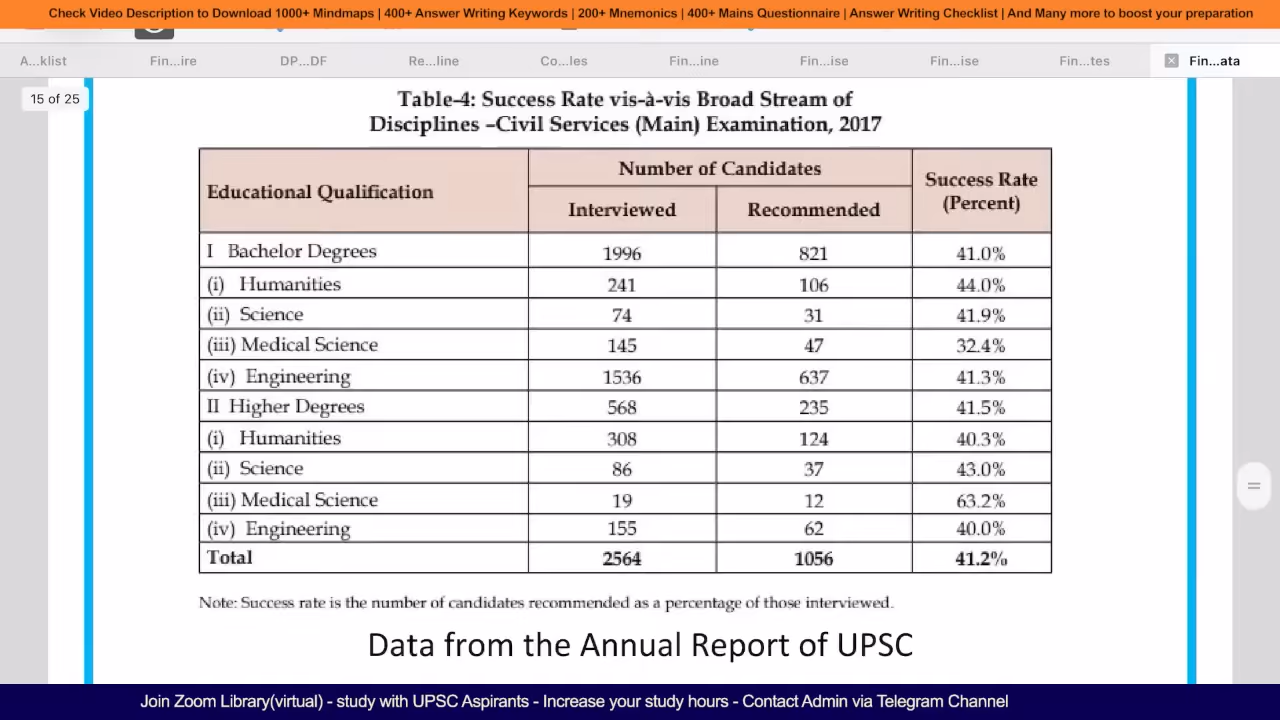 Check Video Description to Download 1000+ Mindmaps | 400+ Answer Writing Keywords | 200+ Mnemonics | 400+ Mains Questionnaire | Answer Writing Checklist | And Many more to boost your preparation
A...klist Fin...ire DP...DF Re...line Co...les Fin...ine Fin...ise Fin...ise Fin...tes Fin...ata
15 of 25
Table-4: Success Rate vis-à-vis Broad Stream of
Disciplines –Civil Services (Main) Examination, 2017
Educational Qualification Number of Candidates Success Rate (Percent)
Interviewed Recommended
I Bachelor Degrees 1996 821 41.0%
(i) Humanities 241 106 44.0%
(ii) Science 74 31 41.9%
(iii) Medical Science 145 47 32.4%
(iv) Engineering 1536 637 41.3%
II Higher Degrees 568 235 41.5%
(i) Humanities 308 124 40.3%
(ii) Science 86 37 43.0%
(iii) Medical Science 19 12 63.2%
(iv) Engineering 155 62 40.0%
Total 2564 1056 41.2%
Note: Success rate is the number of candidates recommended as a percentage of those interviewed.
Data from the Annual Report of UPSC
Join Zoom Library(virtual) - study with UPSC Aspirants - Increase your study hours - Contact Admin via Telegram Channel